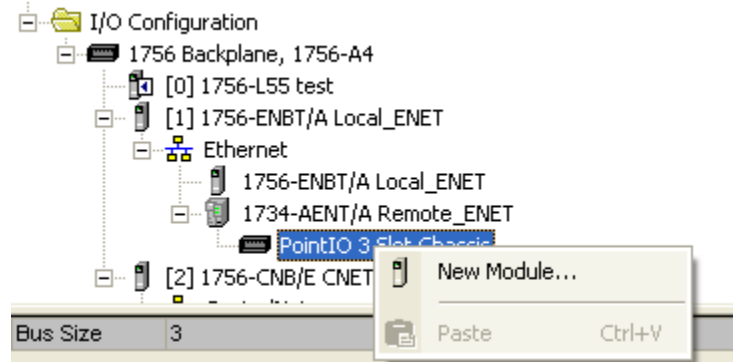 I/O Configuration
1756 Backplane, 1756-A4
[0] 1756-L55 test
[1] 1756-ENBT/A Local_ENET
Ethernet
1756-ENBT/A Local_ENET
1734-AENT/A Remote_ENET
PointIO 3 Slot Chassis
[2] 1756-CNB/E CNET
New Module...
Bus Size 3
Paste Ctrl+V